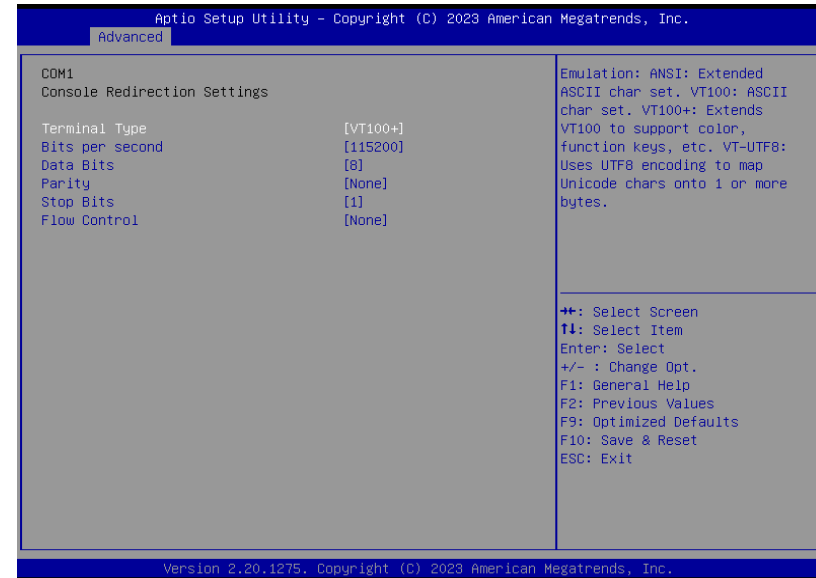 Aptio Setup Utility – Copyright (C) 2023 American Megatrends, Inc.
Advanced
COM1
Console Redirection Settings
Terminal Type [VT100+]
Bits per second [115200]
Data Bits [8]
Parity [None]
Stop Bits [1]
Flow Control [None]
Emulation: ANSI: Extended
ASCII char set. VT100: ASCII
char set. VT100+: Extends
VT100 to support color,
function keys, etc. VT-UTF8:
Uses UTF8 encoding to map
Unicode chars onto 1 or more
bytes.
→←: Select Screen
↑↓: Select Item
Enter: Select
+/- : Change Opt.
F1: General Help
F2: Previous Values
F9: Optimized Defaults
F10: Save & Reset
ESC: Exit
Version 2.20.1275. Copyright (C) 2023 American Megatrends, Inc.